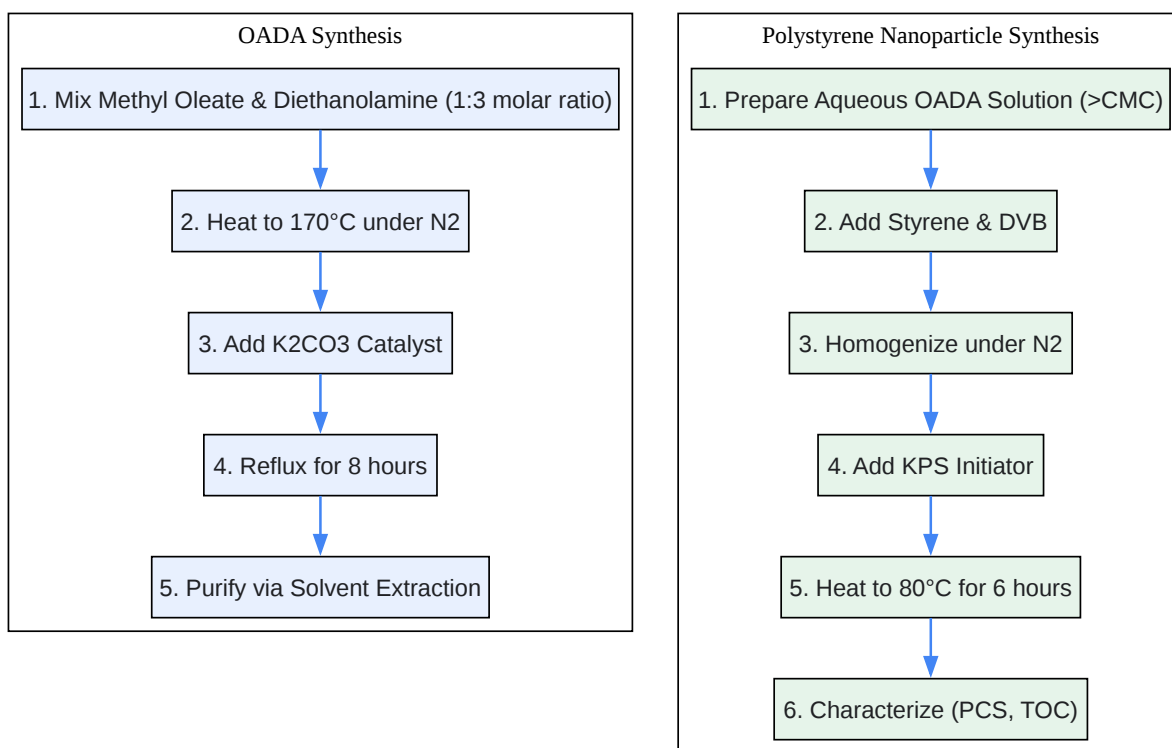 OADA Synthesis
1. Mix Methyl Oleate & Diethanolamine (1:3 molar ratio)
2. Heat to 170°C under N2
3. Add K2CO3 Catalyst
4. Reflux for 8 hours
5. Purify via Solvent Extraction
Polystyrene Nanoparticle Synthesis
1. Prepare Aqueous OADA Solution (>CMC)
2. Add Styrene & DVB
3. Homogenize under N2
4. Add KPS Initiator
5. Heat to 80°C for 6 hours
6. Characterize (PCS, TOC)